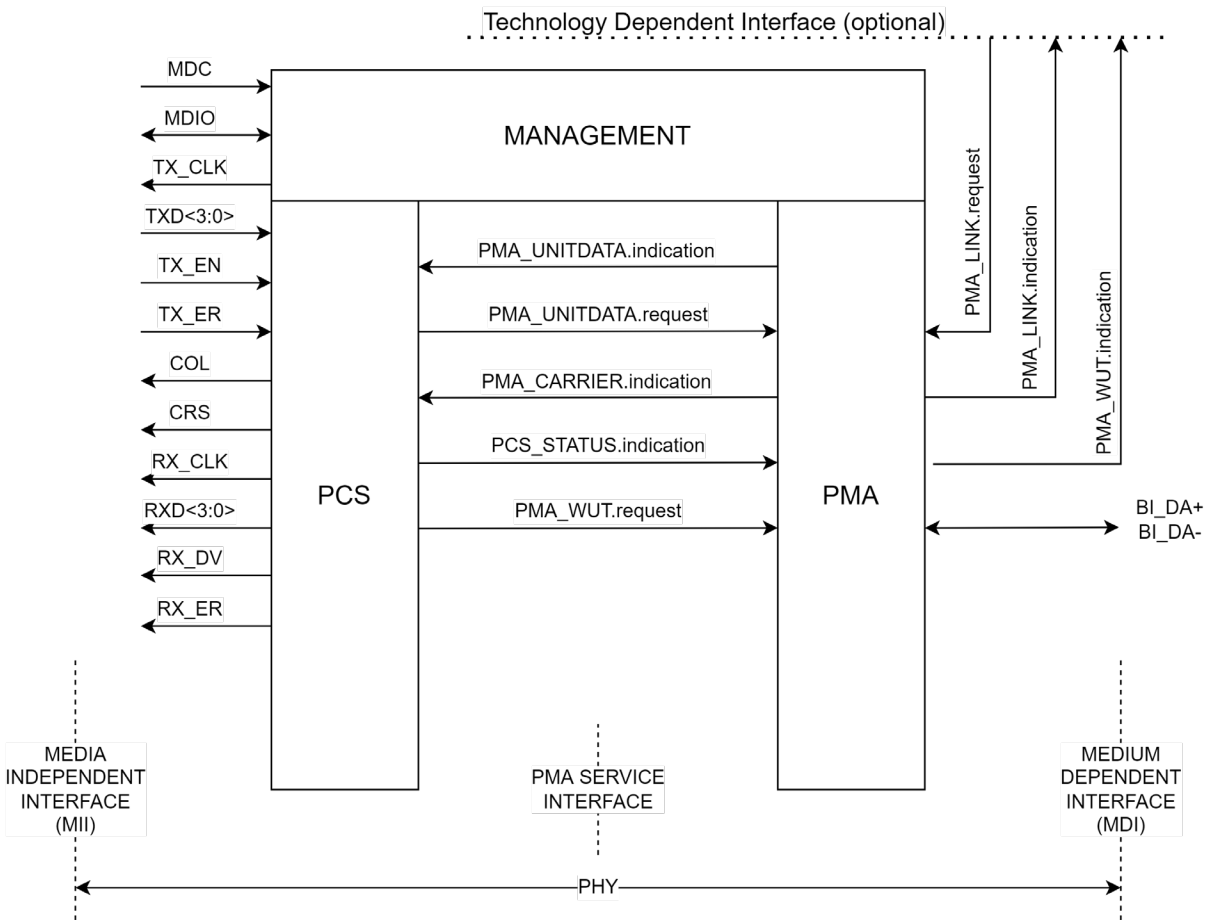 Technology Dependent Interface (optional)
MDC
MDIO
TX_CLK
TXD<3:0>
TX_EN
TX_ER
COL
CRS
RX_CLK
RXD<3:0>
RX_DV
RX_ER
MANAGEMENT
PCS
PMA_UNITDATA.indication
PMA_UNITDATA.request
PMA_CARRIER.indication
PCS_STATUS.indication
PMA_WUT.request
PMA
PMA_LINK.request
PMA_LINK.indication
PMA_WUT.indication
BI_DA+
BI_DA-
MEDIA
INDEPENDENT
INTERFACE
(MII)
PMA SERVICE
INTERFACE
MEDIUM
DEPENDENT
INTERFACE
(MDI)
PHY